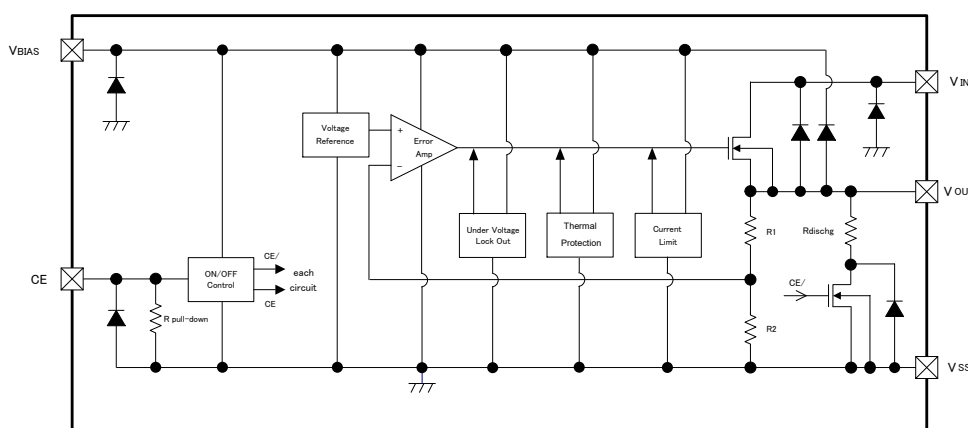 VBIAS
VIN
Voltage
Reference
+
−
Error
Amp
VOU
Under Voltage
Lock Out
Thermal
Protection
Current
Limit
R1
Rdischg
CE
ON/OFF
Control
CE/
each
circuit
CE
R pull-down
CE/
R2
VSS